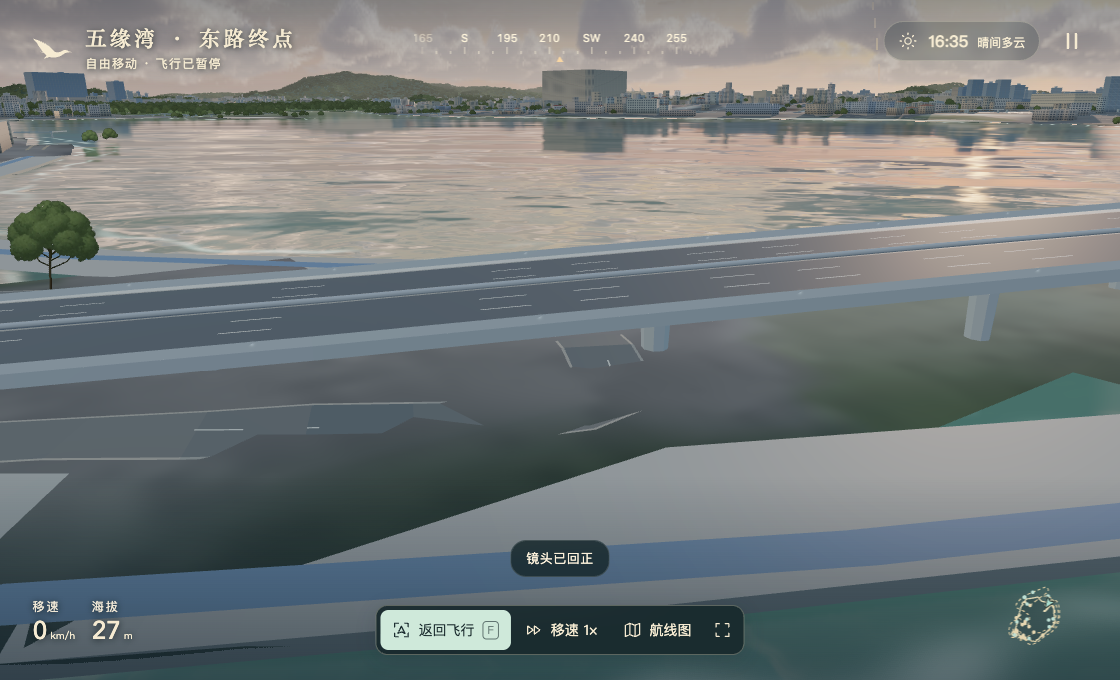 五缘湾 · 东路终点
自由移动 · 飞行已暂停
165 S 195 210 SW 240 255
16:35 晴间多云
镜头已回正
移速 海拔
0 km/h 27 m
返回飞行 F 移速 1x 航线图